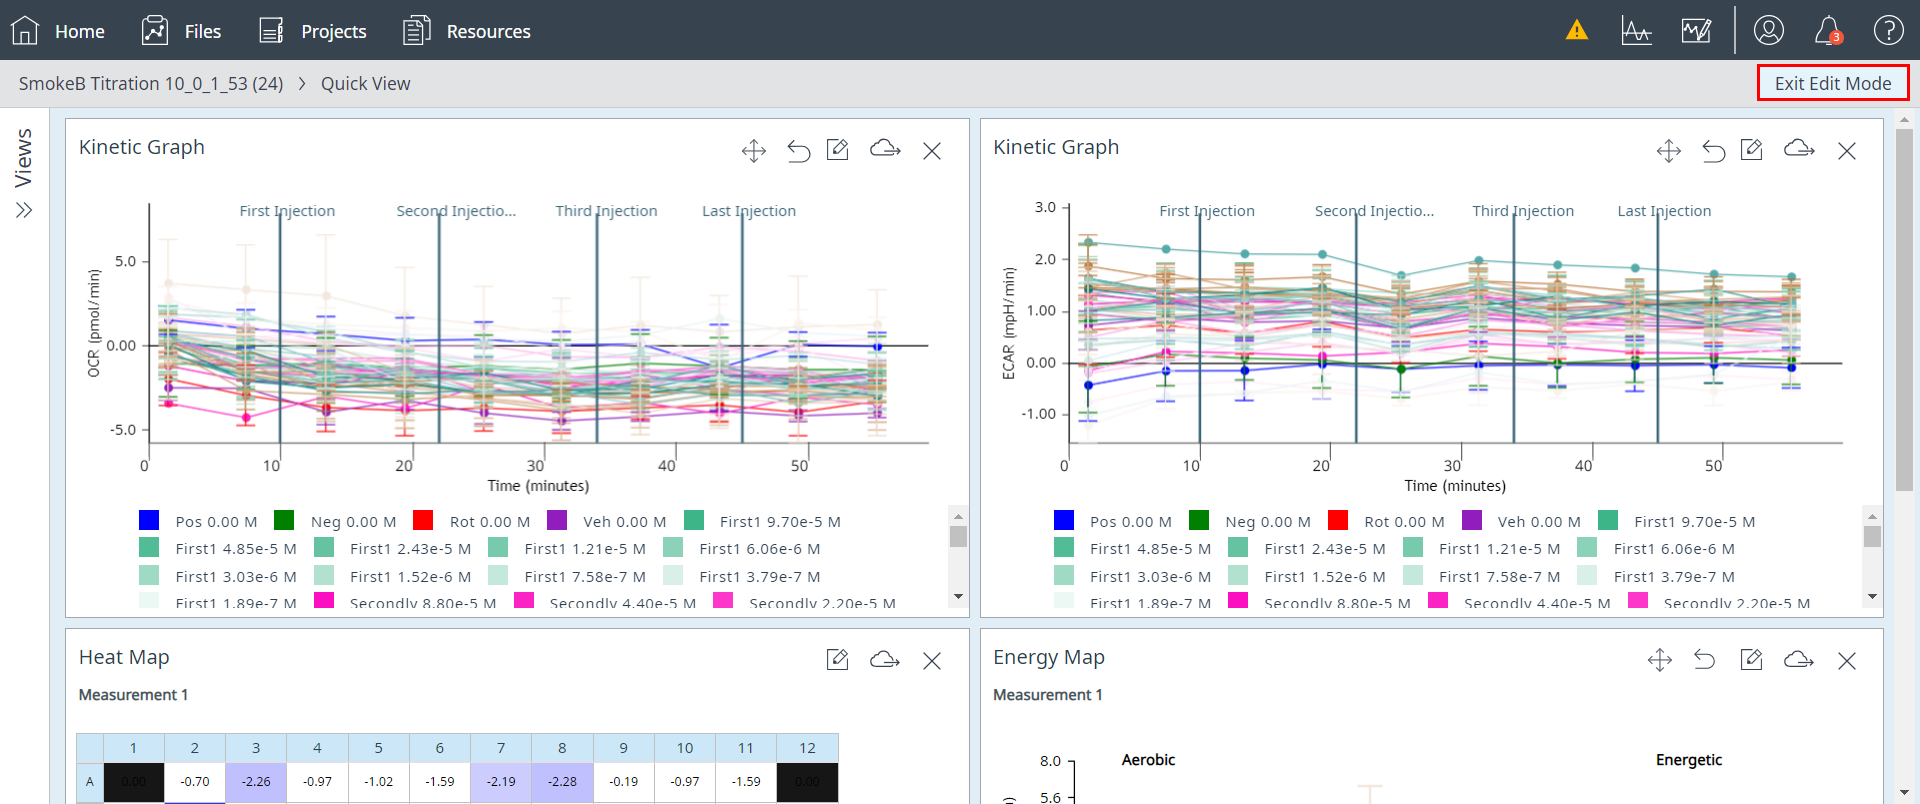 Home Files Projects Resources 3
SmokeB Titration 10_0_1_53 (24) > Quick View Exit Edit Mode
Views
Kinetic Graph
First Injection Second Injectio... Third Injection Last Injection
OCR (pmol/min)
5.0
0.00
-5.0
0 10 20 30 40 50
Time (minutes)
Pos 0.00 M Neg 0.00 M Rot 0.00 M Veh 0.00 M First1 9.70e-5 M
First1 4.85e-5 M First1 2.43e-5 M First1 1.21e-5 M First1 6.06e-6 M
First1 3.03e-6 M First1 1.52e-6 M First1 7.58e-7 M First1 3.79e-7 M
First1 1.89e-7 M Secondly 8.80e-5 M Secondly 4.40e-5 M Secondly 2.20e-5 M
Kinetic Graph
First Injection Second Injectio... Third Injection Last Injection
ECAR (mpH/min)
3.0
2.0
1.00
0.00
-1.00
0 10 20 30 40 50
Time (minutes)
Pos 0.00 M Neg 0.00 M Rot 0.00 M Veh 0.00 M First1 9.70e-5 M
First1 4.85e-5 M First1 2.43e-5 M First1 1.21e-5 M First1 6.06e-6 M
First1 3.03e-6 M First1 1.52e-6 M First1 7.58e-7 M First1 3.79e-7 M
First1 1.89e-7 M Secondly 8.80e-5 M Secondly 4.40e-5 M Secondly 2.20e-5 M
Heat Map
Measurement 1
1 2 3 4 5 6 7 8 9 10 11 12
A 0.00 -0.70 -2.26 -0.97 -1.02 -1.59 -2.19 -2.28 -0.19 -0.97 -1.59 0.00
Energy Map
Measurement 1
8.0 Aerobic Energetic
5.6